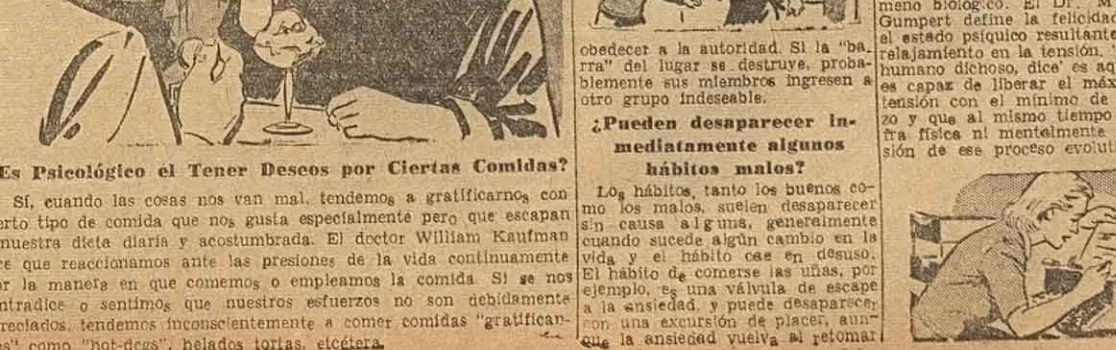 Es Psicológico el Tener Deseos por Ciertas Comidas?
Sí, cuando las cosas nos van mal, tendemos a gratificarnos con
erto tipo de comida que nos gusta especialmente pero que escapan
nuestra dieta diaria y acostumbrada. El doctor William Kaufman
ce que reaccionamos ante las presiones de la vida continuamente
or la manera en que comemos o empleamos la comida. Si se nos
ntradice o sentimos que nuestros esfuerzos no son debidamente
reciados, tendemos inconscientemente a comer comidas "gratifican-
es" como "hot-dogs", helados tortas, etcétera.
obedecer a la autoridad. Si la "ba.
rra" del lugar se destruye, proba-
blemente sus miembros ingresen a
otro grupo indeseable.
¿Pueden desaparecer in-
mediatamente algunos
hábitos malos?
Los hábitos, tanto los buenos co-
mo los malos, suelen desaparecer
sin causa alguna, generalmente
cuando sucede algún cambio en la
vida y el hábito cae en desuso.
El hábito de comerse las uñas, por
ejemplo, es una válvula de escape
a la ansiedad, y puede desaparecer
con una excursión de placer, aun-
que la ansiedad vuelva al retomar
meno biológico. El Dr. M.
Gumpert define la felicidad
el estado psíquico resultante
relajamiento en la tensión.
humano dichoso, dice' es aq
es capaz de liberar el máx
tensión con el mínimo de
zo y que al mismo tiempo
fra física ni mentalmente
sión de ese proceso evoluti